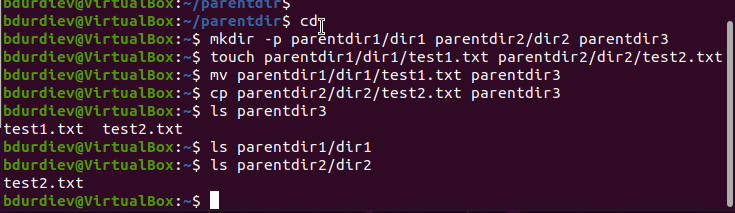 bdurdiev@VirtualBox:~/parentdir$
bdurdiev@VirtualBox:~/parentdir$ cd
bdurdiev@VirtualBox:~$ mkdir -p parentdir1/dir1 parentdir2/dir2 parentdir3
bdurdiev@VirtualBox:~$ touch parentdir1/dir1/test1.txt parentdir2/dir2/test2.txt
bdurdiev@VirtualBox:~$ mv parentdir1/dir1/test1.txt parentdir3
bdurdiev@VirtualBox:~$ cp parentdir2/dir2/test2.txt parentdir3
bdurdiev@VirtualBox:~$ ls parentdir3
test1.txt  test2.txt
bdurdiev@VirtualBox:~$ ls parentdir1/dir1
bdurdiev@VirtualBox:~$ ls parentdir2/dir2
test2.txt
bdurdiev@VirtualBox:~$